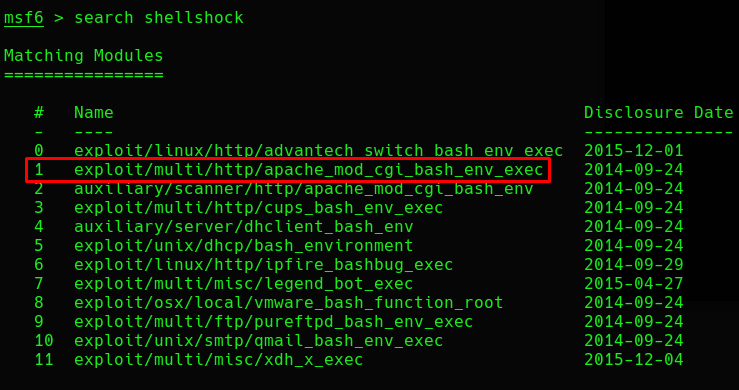 msf6 > search shellshock
Matching Modules
================
# Name Disclosure Date
- ---- ---------------
0 exploit/linux/http/advantech_switch_bash_env_exec 2015-12-01
1 exploit/multi/http/apache_mod_cgi_bash_env_exec 2014-09-24
2 auxiliary/scanner/http/apache_mod_cgi_bash_env 2014-09-24
3 exploit/multi/http/cups_bash_env_exec 2014-09-24
4 auxiliary/server/dhclient_bash_env 2014-09-24
5 exploit/unix/dhcp/bash_environment 2014-09-24
6 exploit/linux/http/ipfire_bashbug_exec 2014-09-29
7 exploit/multi/misc/legend_bot_exec 2015-04-27
8 exploit/osx/local/vmware_bash_function_root 2014-09-24
9 exploit/multi/ftp/pureftpd_bash_env_exec 2014-09-24
10 exploit/unix/smtp/qmail_bash_env_exec 2014-09-24
11 exploit/multi/misc/xdh_x_exec 2015-12-04